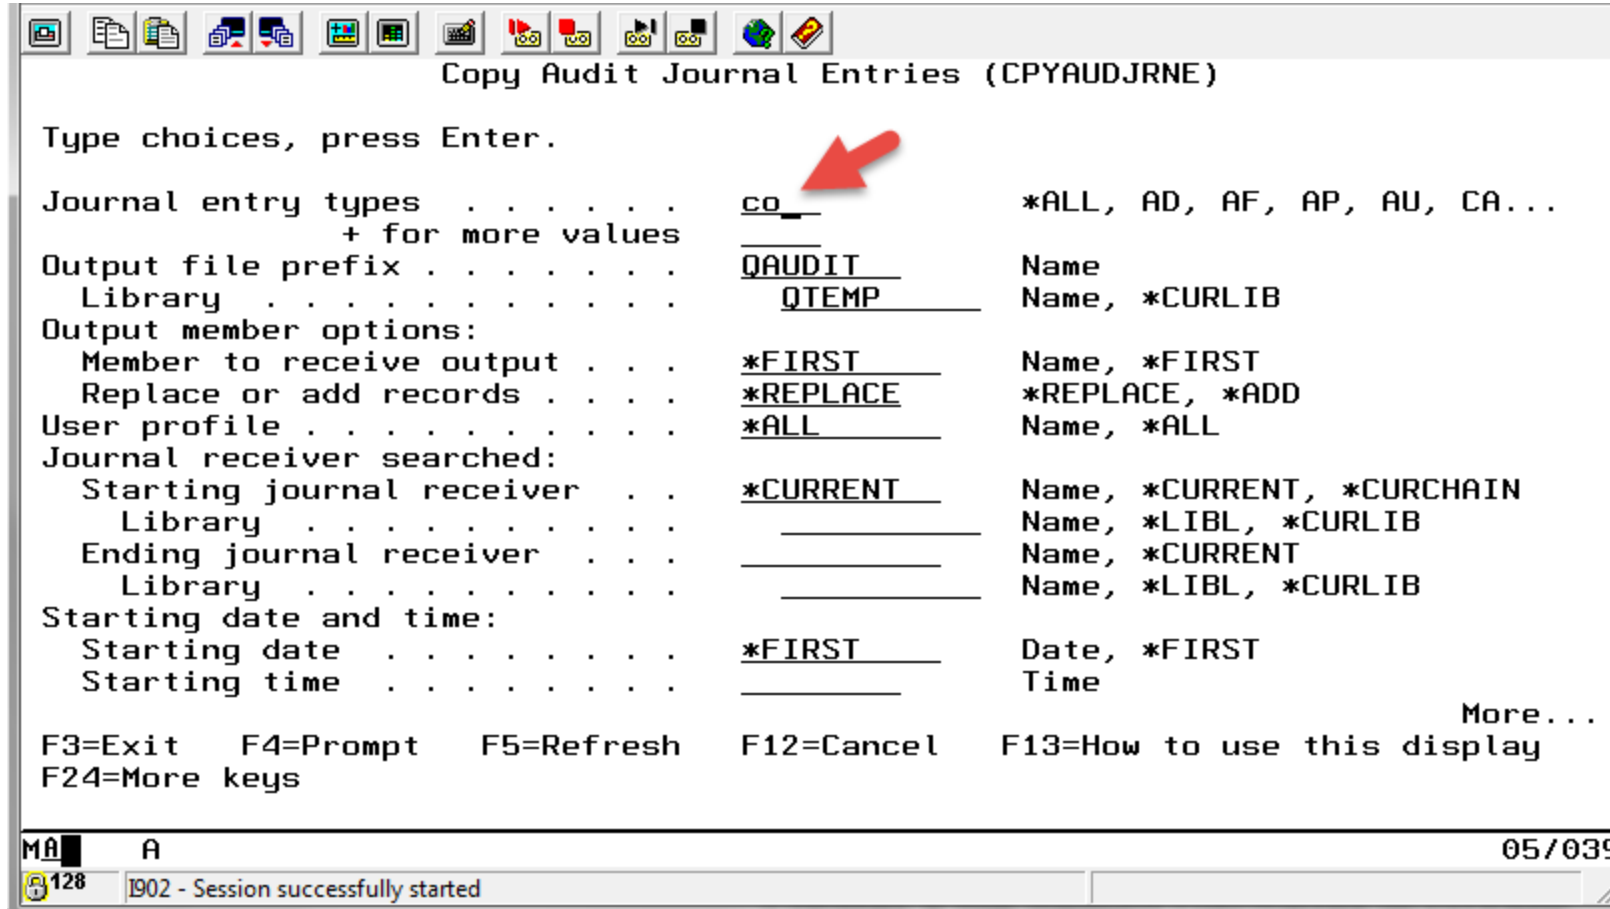 Copy Audit Journal Entries (CPYAUDJRNE)
Type choices, press Enter.
Journal entry types . . . . . . co_ *ALL, AD, AF, AP, AU, CA...
+ for more values
Output file prefix . . . . . . . QAUDIT Name
Library . . . . . . . . . . . QTEMP Name, *CURLIB
Output member options:
Member to receive output . . . *FIRST Name, *FIRST
Replace or add records . . . . *REPLACE *REPLACE, *ADD
User profile . . . . . . . . . . *ALL Name, *ALL
Journal receiver searched:
Starting journal receiver . . *CURRENT Name, *CURRENT, *CURCHAIN
Library . . . . . . . . . . Name, *LIBL, *CURLIB
Ending journal receiver . . . Name, *CURRENT
Library . . . . . . . . . . Name, *LIBL, *CURLIB
Starting date and time:
Starting date . . . . . . . . *FIRST Date, *FIRST
Starting time . . . . . . . . Time
More...
F3=Exit F4=Prompt F5=Refresh F12=Cancel F13=How to use this display
F24=More keys
MA A 05/039
128 I902 - Session successfully started